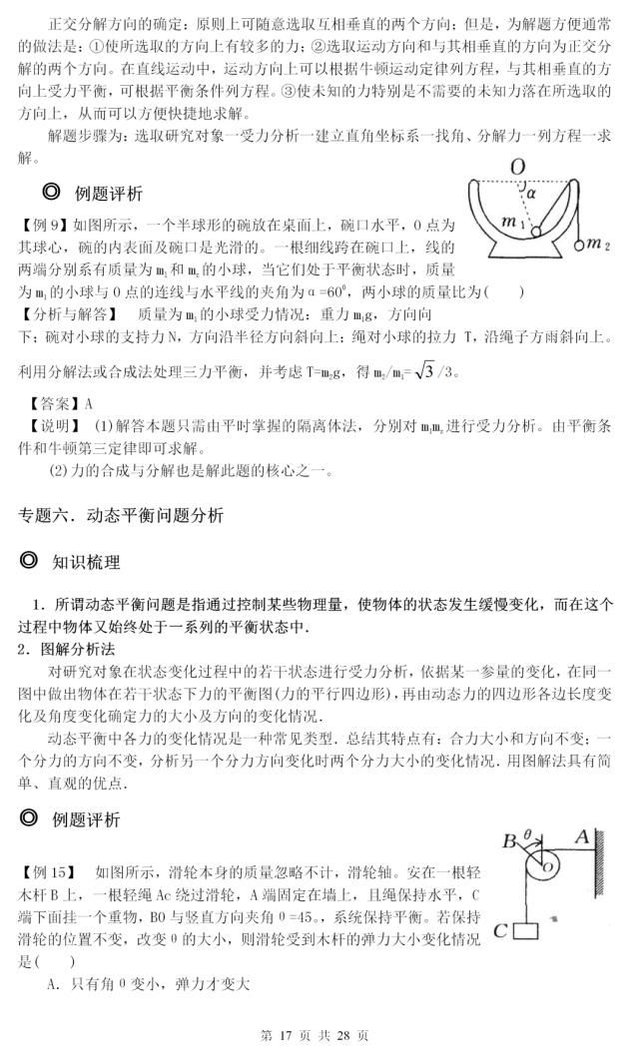 正交分解方向的确定：原则上可随意选取互相垂直的两个方向；但是，为解题方便通常
的做法是：①使所选取的方向上有较多的力；②选取运动方向和与其相垂直的方向为正交分
解的两个方向。在直线运动中，运动方向上可以根据牛顿运动定律列方程，与其相垂直的方
向上受力平衡，可根据平衡条件列方程。③使未知的力特别是不需要的未知力落在所选取的
方向上，从而可以方便快捷地求解。
解题步骤为：选取研究对象一受力分析一建立直角坐标系一找角、分解力一列方程一求
解。
◎ 例题评析
O
α
m1
m2
【例9】如图所示，一个半球形的碗放在桌面上，碗口水平，O点为
其球心，碗的内表面及碗口是光滑的。一根细线跨在碗口上，线的
两端分别系有质量为m1和m2的小球，当它们处于平衡状态时，质量
为m1的小球与O点的连线与水平线的夹角为α=60°，两小球的质量比为(　　)
【分析与解答】 质量为m1的小球受力情况：重力m1g，方向向
下；碗对小球的支持力N，方向沿半径方向斜向上；绳对小球的拉力 T，沿绳子方雨斜向上。
利用分解法或合成法处理三力平衡，并考虑T=m2g，得m2/m1=√3/3。
【答案】A
【说明】 (1)解答本题只需由平时掌握的隔离体法，分别对m1m2进行受力分析。由平衡条
件和牛顿第三定律即可求解。
(2)力的合成与分解也是解此题的核心之一。
专题六．动态平衡问题分析
◎ 知识梳理
1．所谓动态平衡问题是指通过控制某些物理量，使物体的状态发生缓慢变化，而在这个
过程中物体又始终处于一系列的平衡状态中．
2．图解分析法
对研究对象在状态变化过程中的若干状态进行受力分析，依据某一参量的变化，在同一
图中做出物体在若干状态下力的平衡图(力的平行四边形)，再由动态力的四边形各边长度变
化及角度变化确定力的大小及方向的变化情况．
动态平衡中各力的变化情况是一种常见类型．总结其特点有：合力大小和方向不变；一
个分力的方向不变，分析另一个分力方向变化时两个分力大小的变化情况．用图解法具有简
单、直观的优点．
◎ 例题评析
B
θ
A
O
C
【例15】 如图所示，滑轮本身的质量忽略不计，滑轮轴。安在一根轻
木杆B上，一根轻绳Ac绕过滑轮，A端固定在墙上，且绳保持水平，C
端下面挂一个重物，BO与竖直方向夹角θ=45。，系统保持平衡。若保持
滑轮的位置不变，改变θ的大小，则滑轮受到木杆的弹力大小变化情况
是(　　)
A．只有角θ变小，弹力才变大
第 17 页 共 28 页